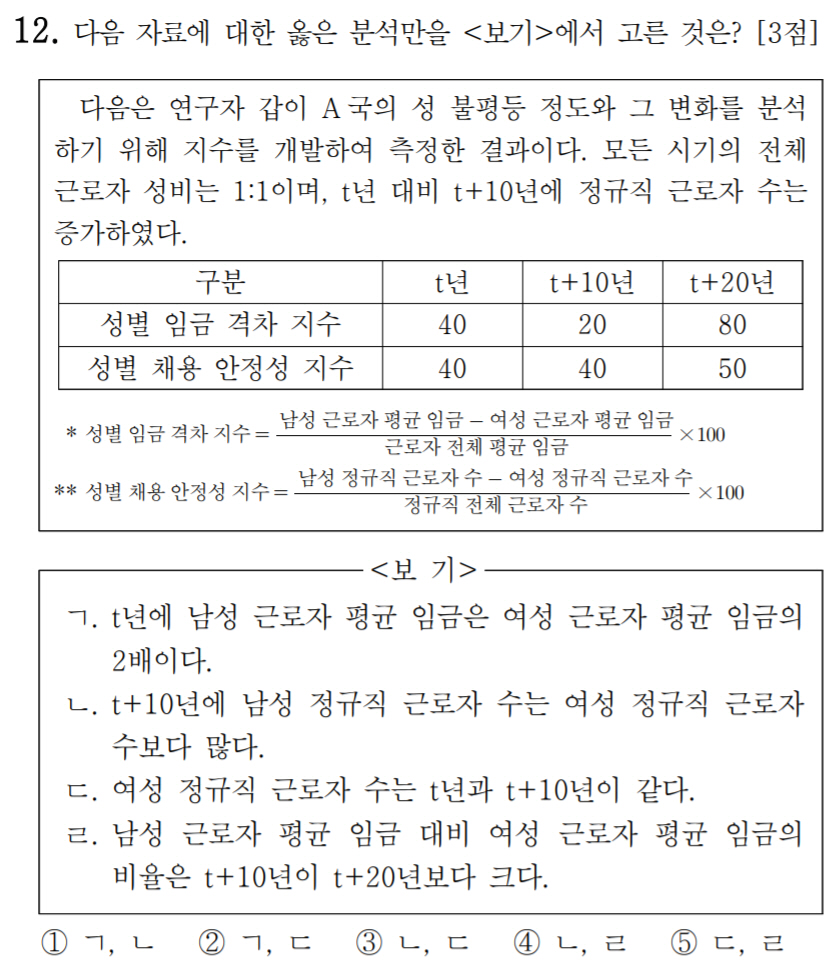 12. 다음 자료에 대한 옳은 분석만을 <보기>에서 고른 것은? [3점]
다음은 연구자 갑이 A국의 성 불평등 정도와 그 변화를 분석
하기 위해 지수를 개발하여 측정한 결과이다. 모든 시기의 전체
근로자 성비는 1:1이며, t년 대비 t+10년에 정규직 근로자 수는
증가하였다.
구분 t년 t+10년 t+20년
성별 임금 격차 지수 40 20 80
성별 채용 안정성 지수 40 40 50
* 성별 임금 격차 지수 = 남성 근로자 평균 임금 − 여성 근로자 평균 임금 / 근로자 전체 평균 임금 ×100
** 성별 채용 안정성 지수 = 남성 정규직 근로자 수 − 여성 정규직 근로자 수 / 정규직 전체 근로자 수 ×100
<보 기>
ㄱ. t년에 남성 근로자 평균 임금은 여성 근로자 평균 임금의
2배이다.
ㄴ. t+10년에 남성 정규직 근로자 수는 여성 정규직 근로자
수보다 많다.
ㄷ. 여성 정규직 근로자 수는 t년과 t+10년이 같다.
ㄹ. 남성 근로자 평균 임금 대비 여성 근로자 평균 임금의
비율은 t+10년이 t+20년보다 크다.
① ㄱ, ㄴ ② ㄱ, ㄷ ③ ㄴ, ㄷ ④ ㄴ, ㄹ ⑤ ㄷ, ㄹ